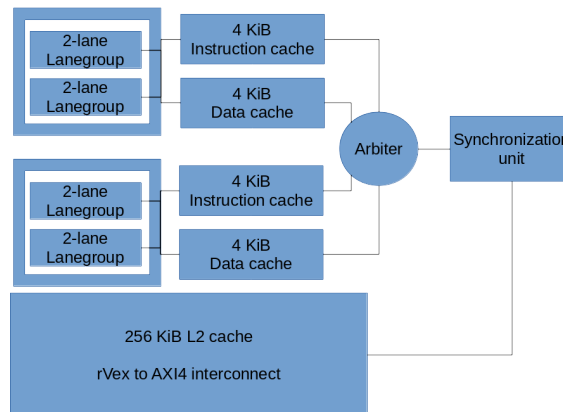 2-lane
Lanegroup
2-lane
Lanegroup
4 KiB
Instruction cache
4 KiB
Data cache
2-lane
Lanegroup
2-lane
Lanegroup
4 KiB
Instruction cache
4 KiB
Data cache
Arbiter
Synchronization
unit
256 KiB L2 cache
rVex to AXI4 interconnect